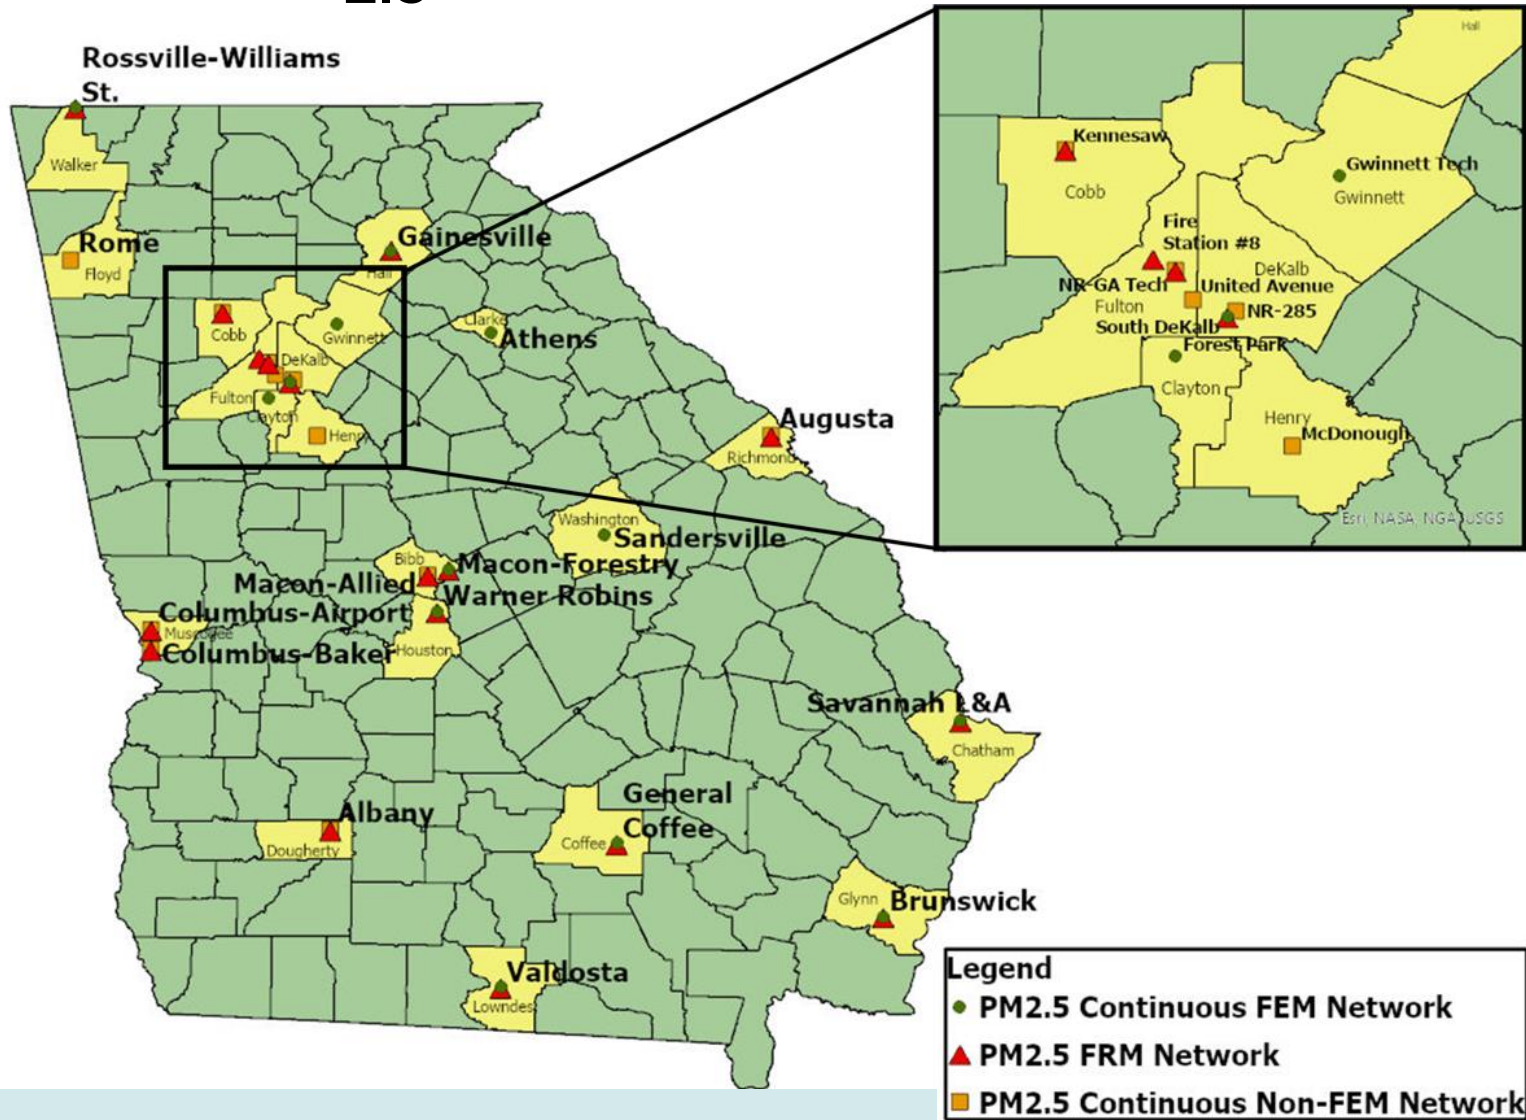 Rossville-Williams
St.
Walker
Rome
Floyd
Gainesville
Hall
Cobb
Gwinnett
DeKalb
Fulton
Clayton
Henry
Clarke
Athens
Augusta
Richmond
Washington
Sandersville
Bibb
Macon-Forestry
Macon-Allied
Warner Robins
Columbus-Airport
Muscogee
Columbus-Baker
Houston
Savannah L&A
Chatham
General
Coffee
Coffee
Albany
Dougherty
Glynn
Brunswick
Valdosta
Lowndes
Hall
Kennesaw
Cobb
Gwinnett Tech
Gwinnett
Fire
Station #8
DeKalb
NR-GA Tech
United Avenue
Fulton
NR-285
South DeKalb
Forest Park
Clayton
Henry
McDonough
Esri, NASA, NGA, USGS
Legend
PM2.5 Continuous FEM Network
PM2.5 FRM Network
PM2.5 Continuous Non-FEM Network